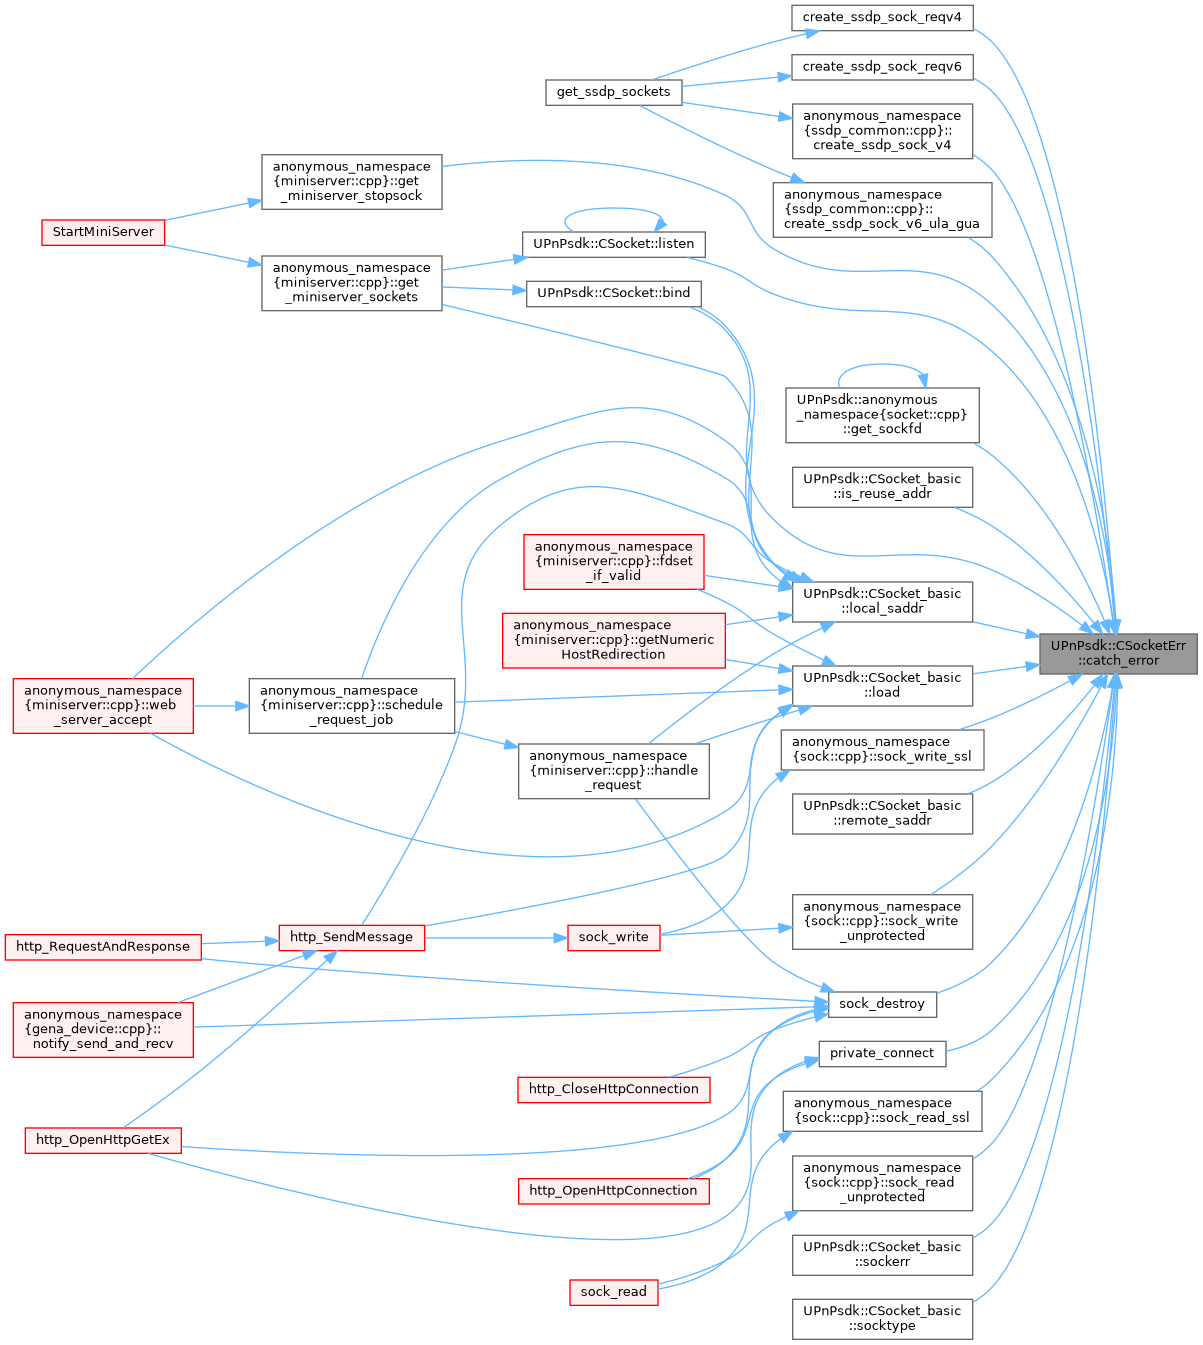 create_ssdp_sock_reqv4
create_ssdp_sock_reqv6
get_ssdp_sockets
anonymous_namespace
{ssdp_common::cpp}::
create_ssdp_sock_v4
anonymous_namespace
{miniserver::cpp}::get
_miniserver_stopsock
anonymous_namespace
{ssdp_common::cpp}::
create_ssdp_sock_v6_ula_gua
StartMiniServer
UPnPsdk::CSocket::listen
anonymous_namespace
{miniserver::cpp}::get
_miniserver_sockets
UPnPsdk::CSocket::bind
UPnPsdk::anonymous
_namespace{socket::cpp}
::get_sockfd
UPnPsdk::CSocket_basic
::is_reuse_addr
anonymous_namespace
{miniserver::cpp}::fdset
_if_valid
UPnPsdk::CSocket_basic
::local_saddr
anonymous_namespace
{miniserver::cpp}::getNumeric
HostRedirection
UPnPsdk::CSocketErr
::catch_error
UPnPsdk::CSocket_basic
::load
anonymous_namespace
{miniserver::cpp}::web
_server_accept
anonymous_namespace
{miniserver::cpp}::schedule
_request_job
anonymous_namespace
{miniserver::cpp}::handle
_request
anonymous_namespace
{sock::cpp}::sock_write_ssl
UPnPsdk::CSocket_basic
::remote_saddr
anonymous_namespace
{sock::cpp}::sock_write
_unprotected
http_RequestAndResponse
http_SendMessage
sock_write
anonymous_namespace
{gena_device::cpp}::
notify_send_and_recv
sock_destroy
private_connect
http_CloseHttpConnection
anonymous_namespace
{sock::cpp}::sock_read_ssl
http_OpenHttpGetEx
anonymous_namespace
{sock::cpp}::sock_read
_unprotected
http_OpenHttpConnection
UPnPsdk::CSocket_basic
::sockerr
sock_read
UPnPsdk::CSocket_basic
::socktype